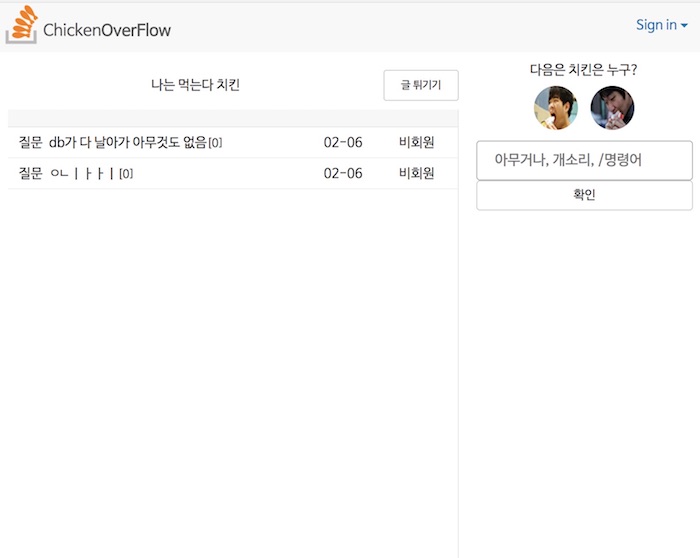 ChickenOverFlow
Sign in
나는 먹는다 치킨
글 튀기기
질문 db가 다 날아가 아무것도 없음[0] 02-06 비회원
질문 ㅇㄴㅣㅏㅏㅣ[0] 02-06 비회원
다음은 치킨은 누구?
아무거나, 개소리, /명령어
확인